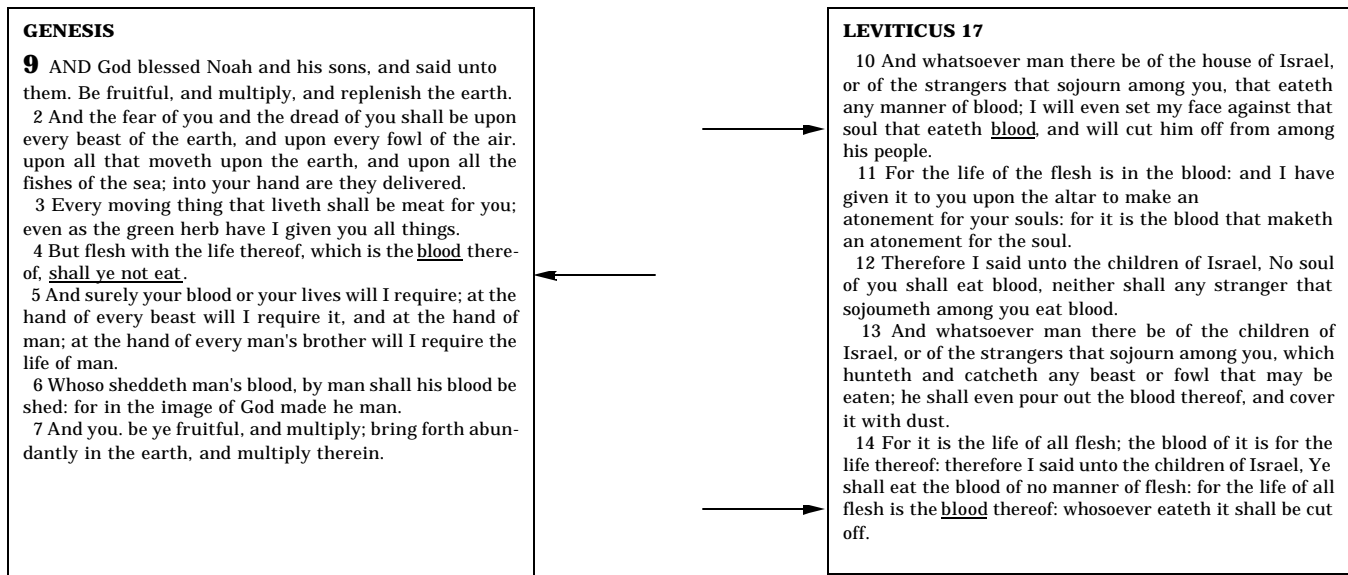 GENESIS
9 AND God blessed Noah and his sons, and said unto
them. Be fruitful, and multiply, and replenish the earth.
2 And the fear of you and the dread of you shall be upon
every beast of the earth, and upon every fowl of the air.
upon all that moveth upon the earth, and upon all the
fishes of the sea; into your hand are they delivered.
3 Every moving thing that liveth shall be meat for you;
even as the green herb have I given you all things.
4 But flesh with the life thereof, which is the blood there-
of, shall ye not eat.
5 And surely your blood or your lives will I require; at the
hand of every beast will I require it, and at the hand of
man; at the hand of every man's brother will I require the
life of man.
6 Whoso sheddeth man's blood, by man shall his blood be
shed: for in the image of God made he man.
7 And you. be ye fruitful, and multiply; bring forth abun-
dantly in the earth, and multiply therein.
LEVITICUS 17
10 And whatsoever man there be of the house of Israel,
or of the strangers that sojourn among you, that eateth
any manner of blood; I will even set my face against that
soul that eateth blood, and will cut him off from among
his people.
11 For the life of the flesh is in the blood: and I have
given it to you upon the altar to make an
atonement for your souls: for it is the blood that maketh
an atonement for the soul.
12 Therefore I said unto the children of Israel, No soul
of you shall eat blood, neither shall any stranger that
sojoumeth among you eat blood.
13 And whatsoever man there be of the children of
Israel, or of the strangers that sojourn among you, which
hunteth and catcheth any beast or fowl that may be
eaten; he shall even pour out the blood thereof, and cover
it with dust.
14 For it is the life of all flesh; the blood of it is for the
life thereof: therefore I said unto the children of Israel, Ye
shall eat the blood of no manner of flesh: for the life of all
flesh is the blood thereof: whosoever eateth it shall be cut
off.